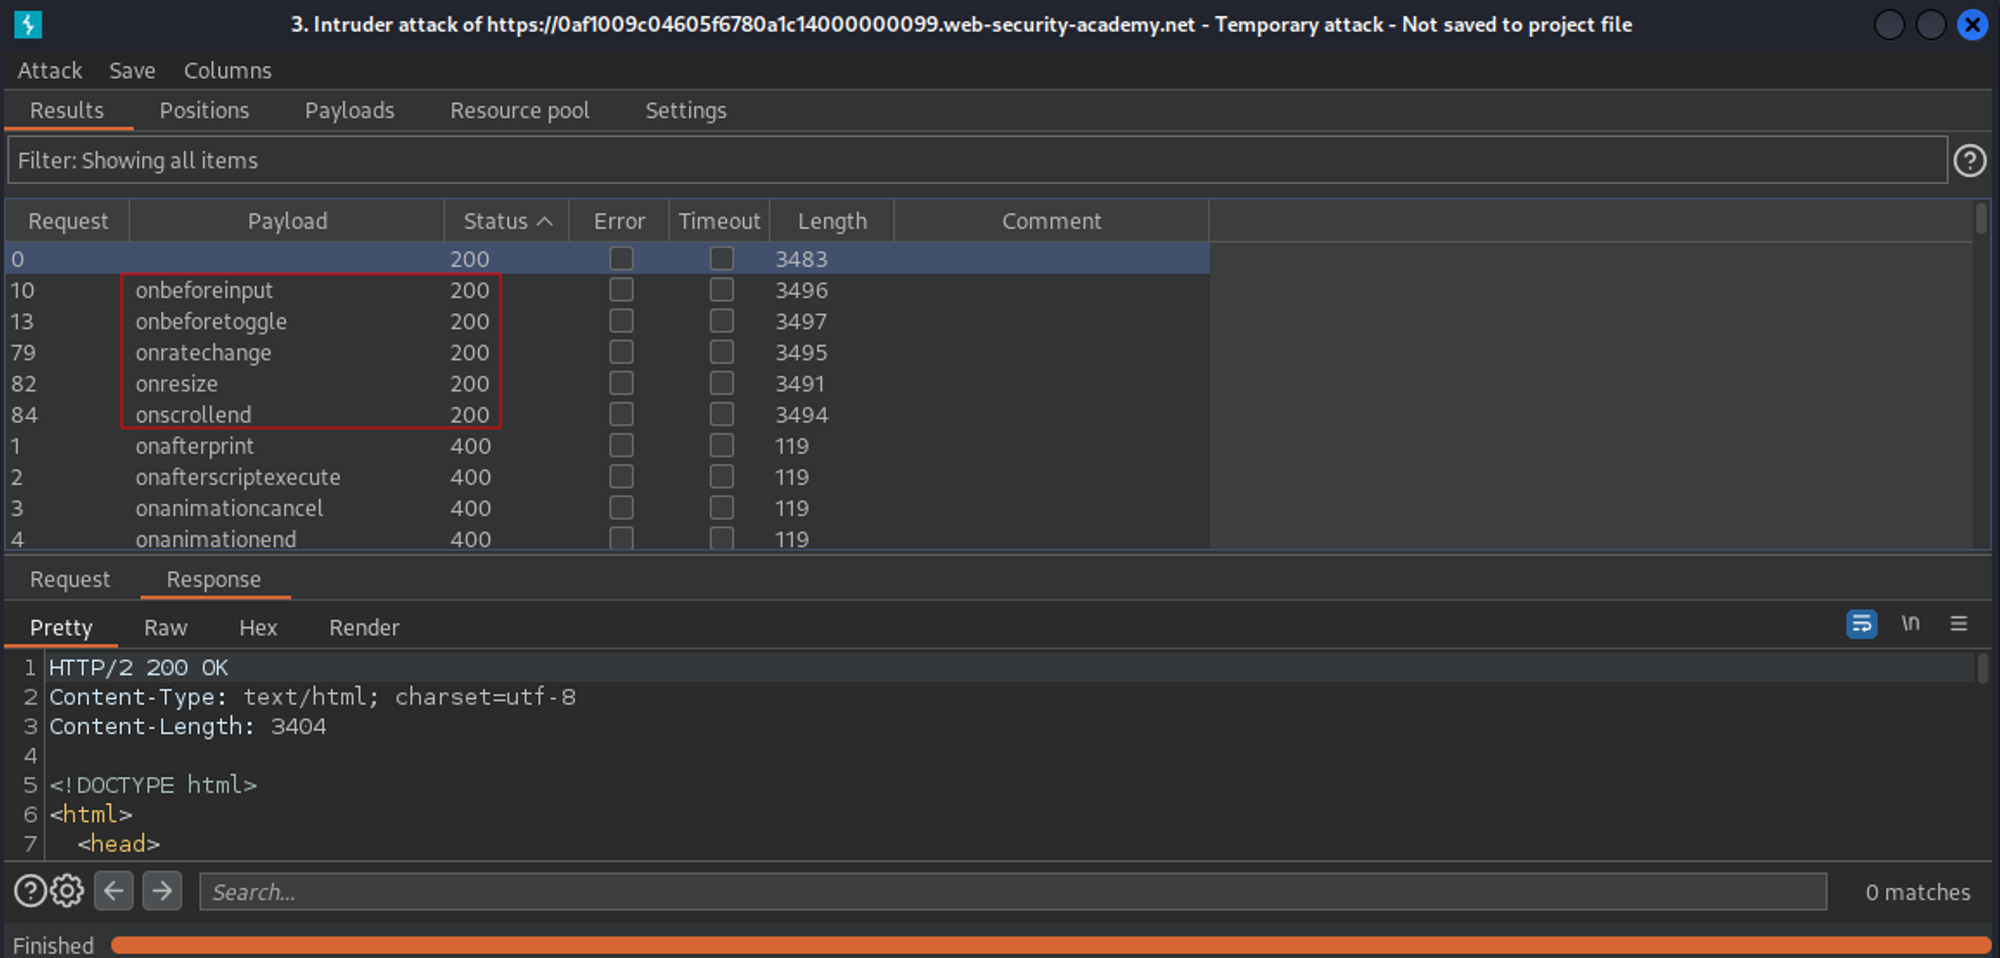 3. Intruder attack of https://0af1009c04605f6780a1c14000000099.web-security-academy.net - Temporary attack - Not saved to project file
Attack Save Columns
Results Positions Payloads Resource pool Settings
Filter: Showing all items
Request Payload Status Error Timeout Length Comment
0 200 3483
10 onbeforeinput 200 3496
13 onbeforetoggle 200 3497
79 onratechange 200 3495
82 onresize 200 3491
84 onscrollend 200 3494
1 onafterprint 400 119
2 onafterscriptexecute 400 119
3 onanimationcancel 400 119
4 onanimationend 400 119
Request Response
Pretty Raw Hex Render \n
1 HTTP/2 200 OK
2 Content-Type: text/html; charset=utf-8
3 Content-Length: 3404
4
5 <!DOCTYPE html>
6 <html>
7 <head>
Search... 0 matches
Finished